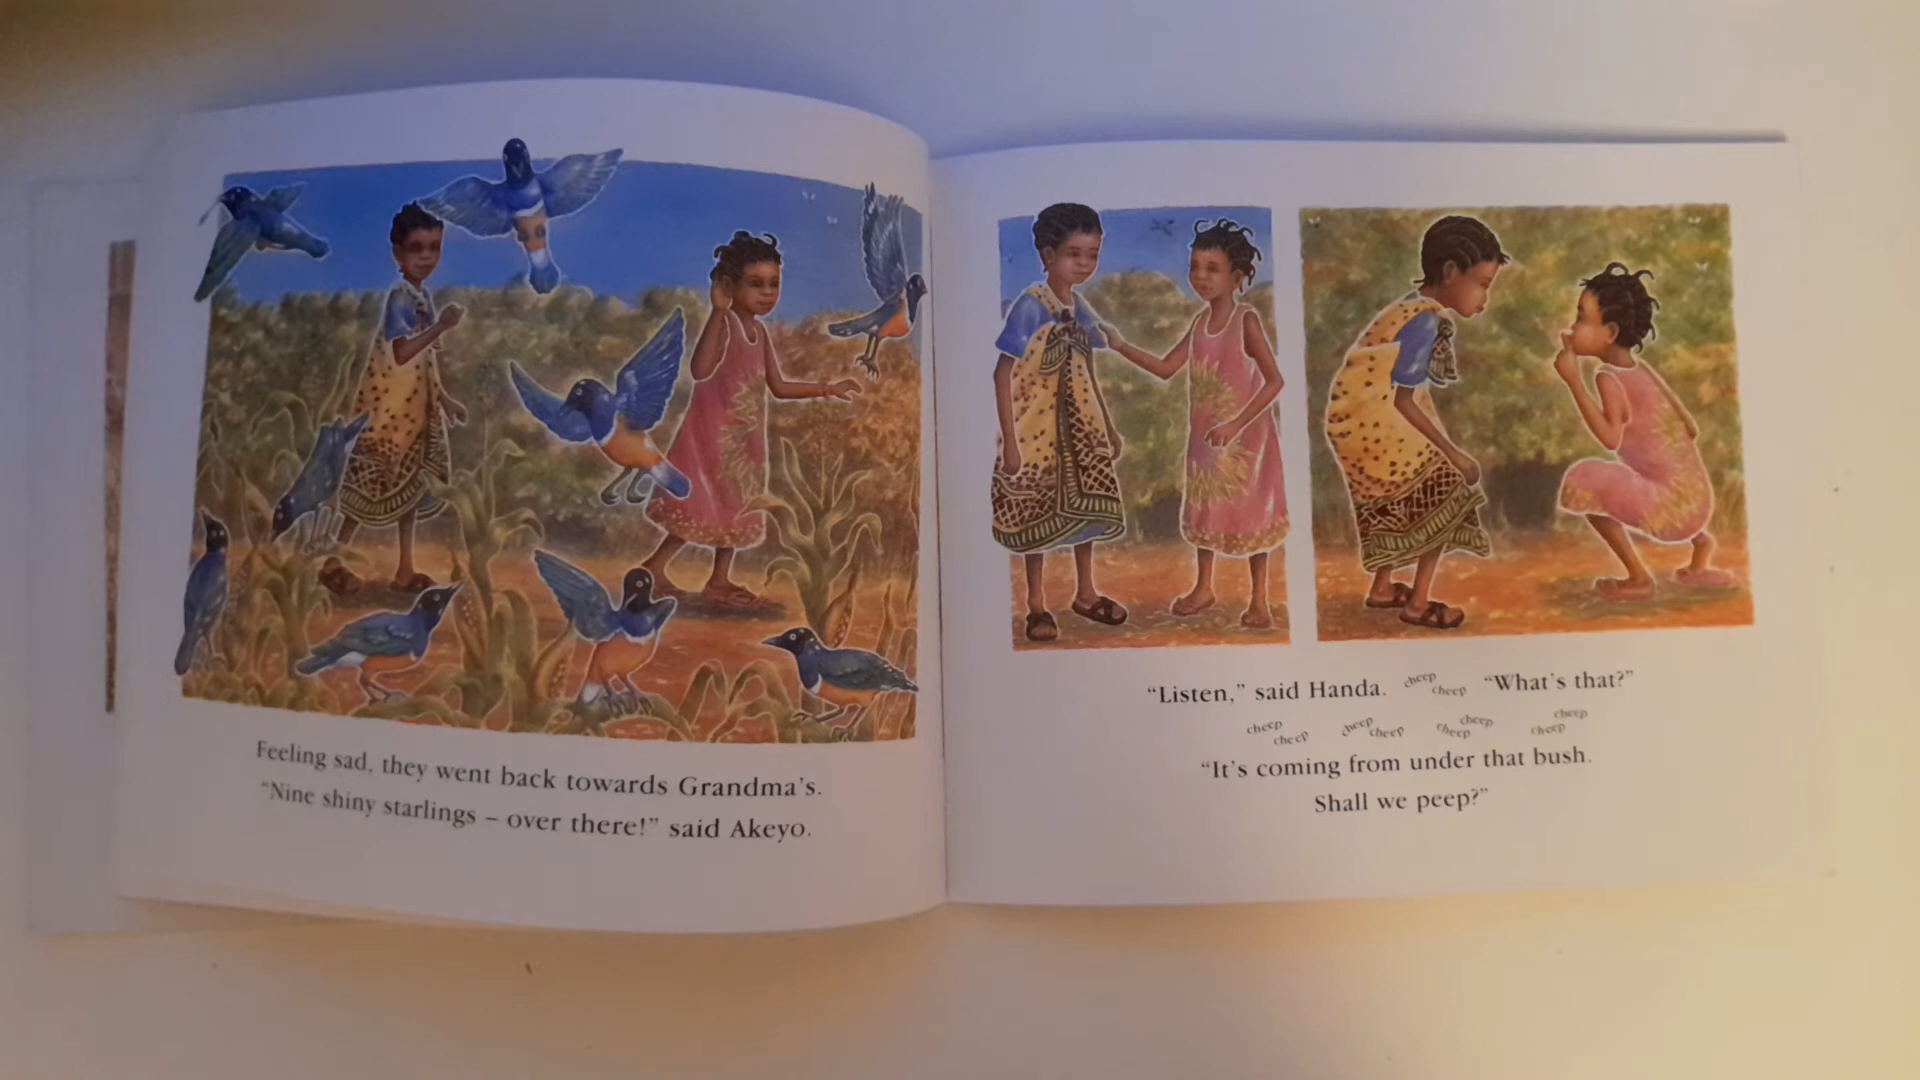 Feeling sad, they went back towards Grandma's.
“Nine shiny starlings – over there!” said Akeyo.
“Listen,” said Handa. cheep cheep “What's that?”
cheep cheep cheep cheep cheep cheep cheep cheep
“It's coming from under that bush.
Shall we peep?”